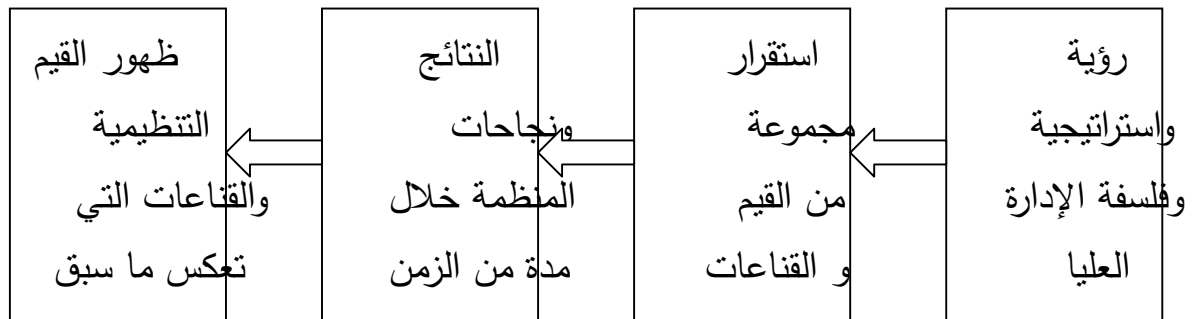 رؤية
واستراتيجية
وفلسفة الإدارة
العليا
استقرار
مجموعة
من القيم
و القناعات
النتائج
ونجاحات
المنظمة خلال
مدة من الزمن
ظهور القيم
التنظيمية
والقناعات التي
تعكس ما سبق